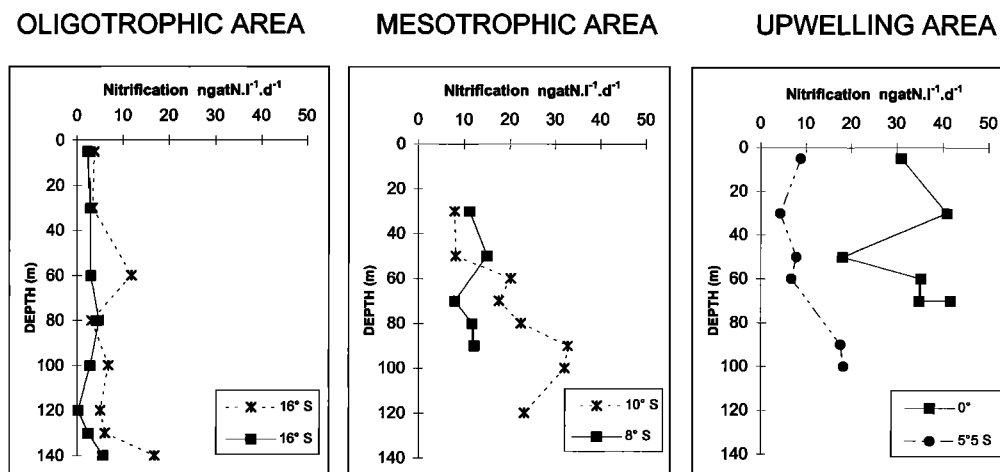 OLIGOTROPHIC AREA
MESOTROPHIC AREA
UPWELLING AREA
Nitrification ngatN.l⁻¹.d⁻¹
0 10 20 30 40 50
0
20
40
60
80
100
120
140
DEPTH (m)
16° S
16° S
Nitrification ngatN.l⁻¹.d⁻¹
0 10 20 30 40 50
0
20
40
60
80
100
120
140
DEPTH (m)
10° S
8° S
Nitrification ngatN.l⁻¹.d⁻¹
0 10 20 30 40 50
0
20
40
60
80
100
120
140
DEPTH (m)
0°
5°5 S